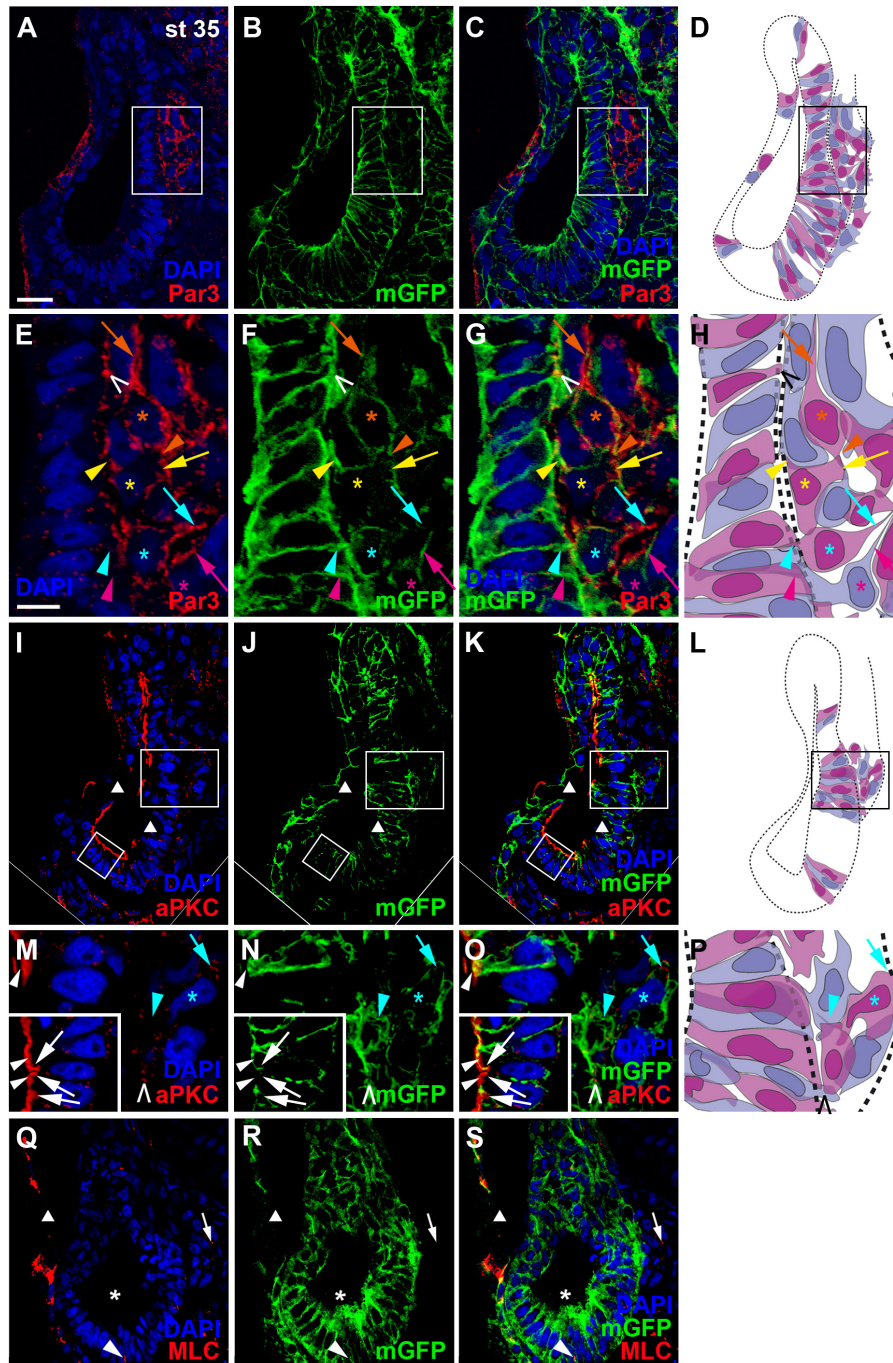 A st 35
DAPI
Par3
B
mGFP
C
DAPI
mGFP
Par3
D
E
DAPI Par3
F
mGFP
G
DAPI
mGFP Par3
H
I
DAPI
aPKC
J
mGFP
K
DAPI
mGFP
aPKC
L
M
DAPI
aPKC
N
mGFP
O
DAPI
mGFP
aPKC
P
Q
DAPI
MLC
R
mGFP
S
DAPI
mGFP
MLC